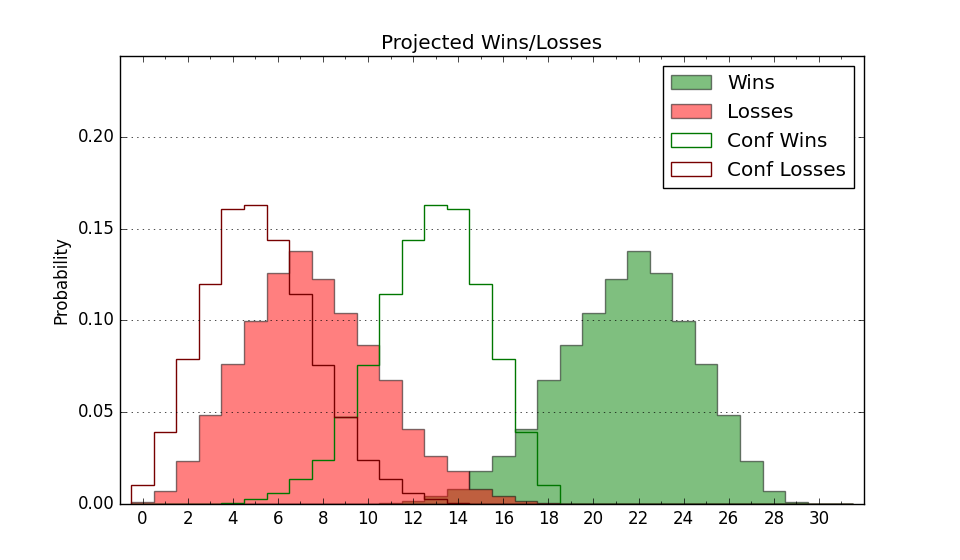 Projected Wins/Losses
Wins
Losses
Conf Wins
Conf Losses
Probability
0.20
0.15
0.10
0.05
0.00
0 2 4 6 8 10 12 14 16 18 20 22 24 26 28 30